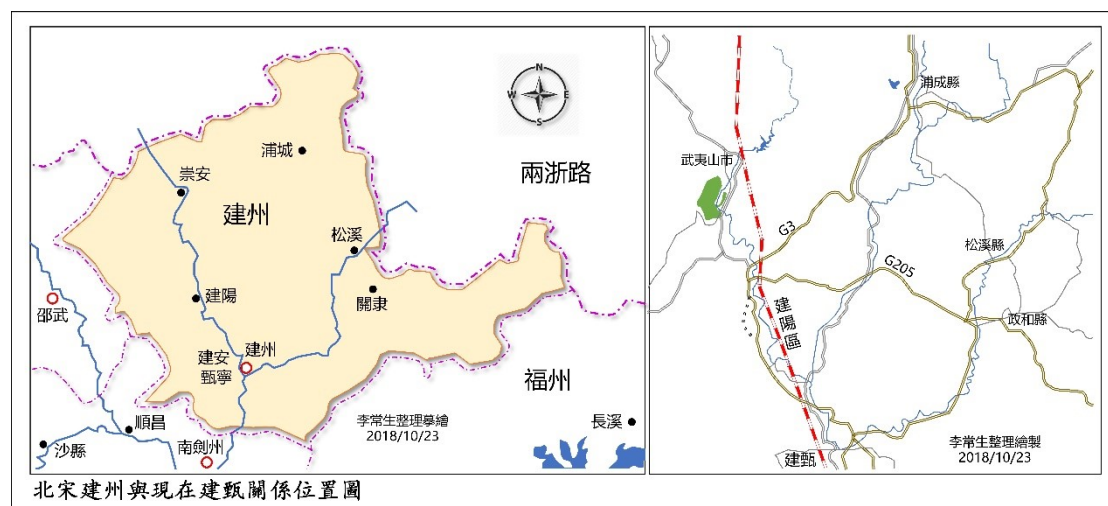 N
W
E
S
浦城
兩浙路
崇安
建州
松溪
建陽
開隶
邵武
建州
建安
甄寧
福州
順昌
李常生整理摹繪
2018/10/23
長溪
沙縣
南劍州
浦成縣
武夷山市
G3
松溪縣
G205
建陽區
政和縣
李常生整理繪製
2018/10/23
建甄
北宋建州與現在建甄關係位置圖